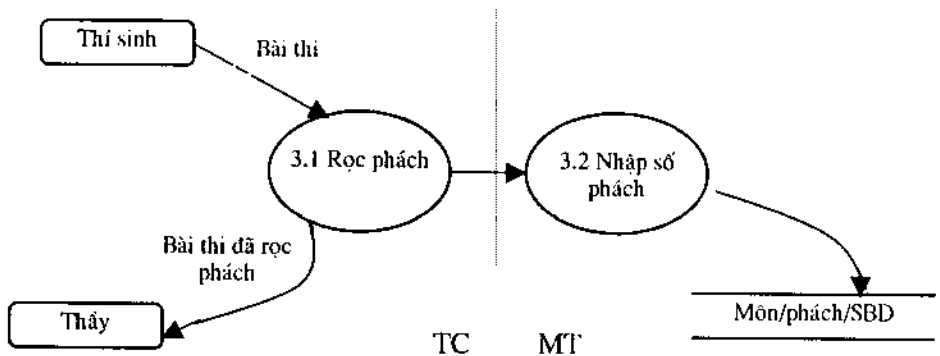 Thí sinh
Bài thi
3.1 Rọc phách
3.2 Nhập số
phách
Bài thi đã rọc
phách
Thầy
Môn/phách/SBD
TC
MT